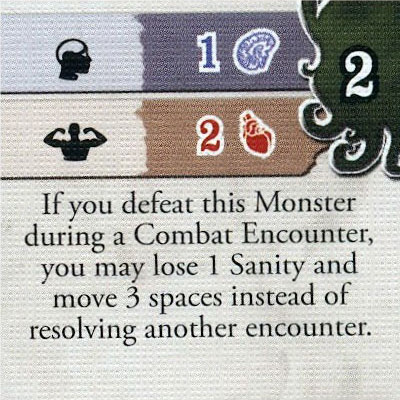 1
2
2
If you defeat this Monster
during a Combat Encounter,
you may lose 1 Sanity and
move 3 spaces instead of
resolving another encounter.